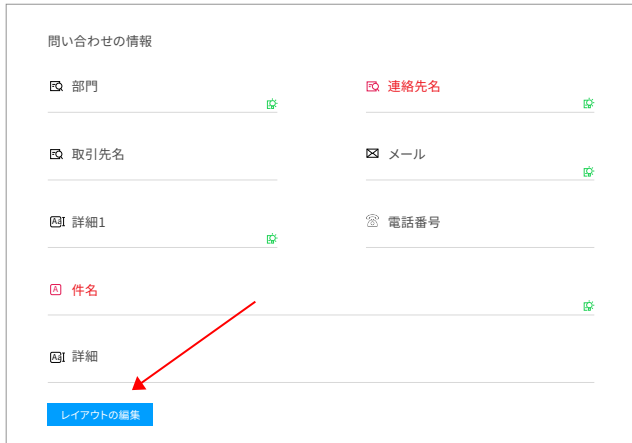 問い合わせの情報
部門
連絡先名
取引先名
メール
詳細1
電話番号
件名
詳細
レイアウトの編集